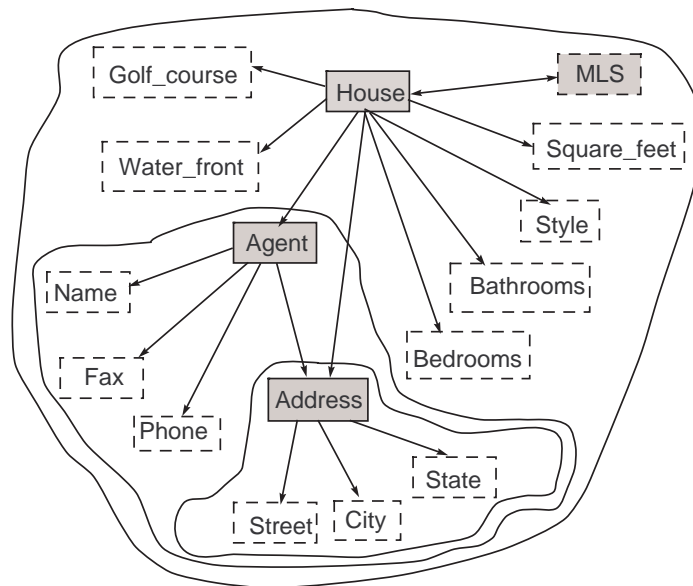 Golf_course
House
MLS
Water_front
Square_feet
Style
Agent
Bathrooms
Name
Bedrooms
Fax
Address
Phone
State
Street
City